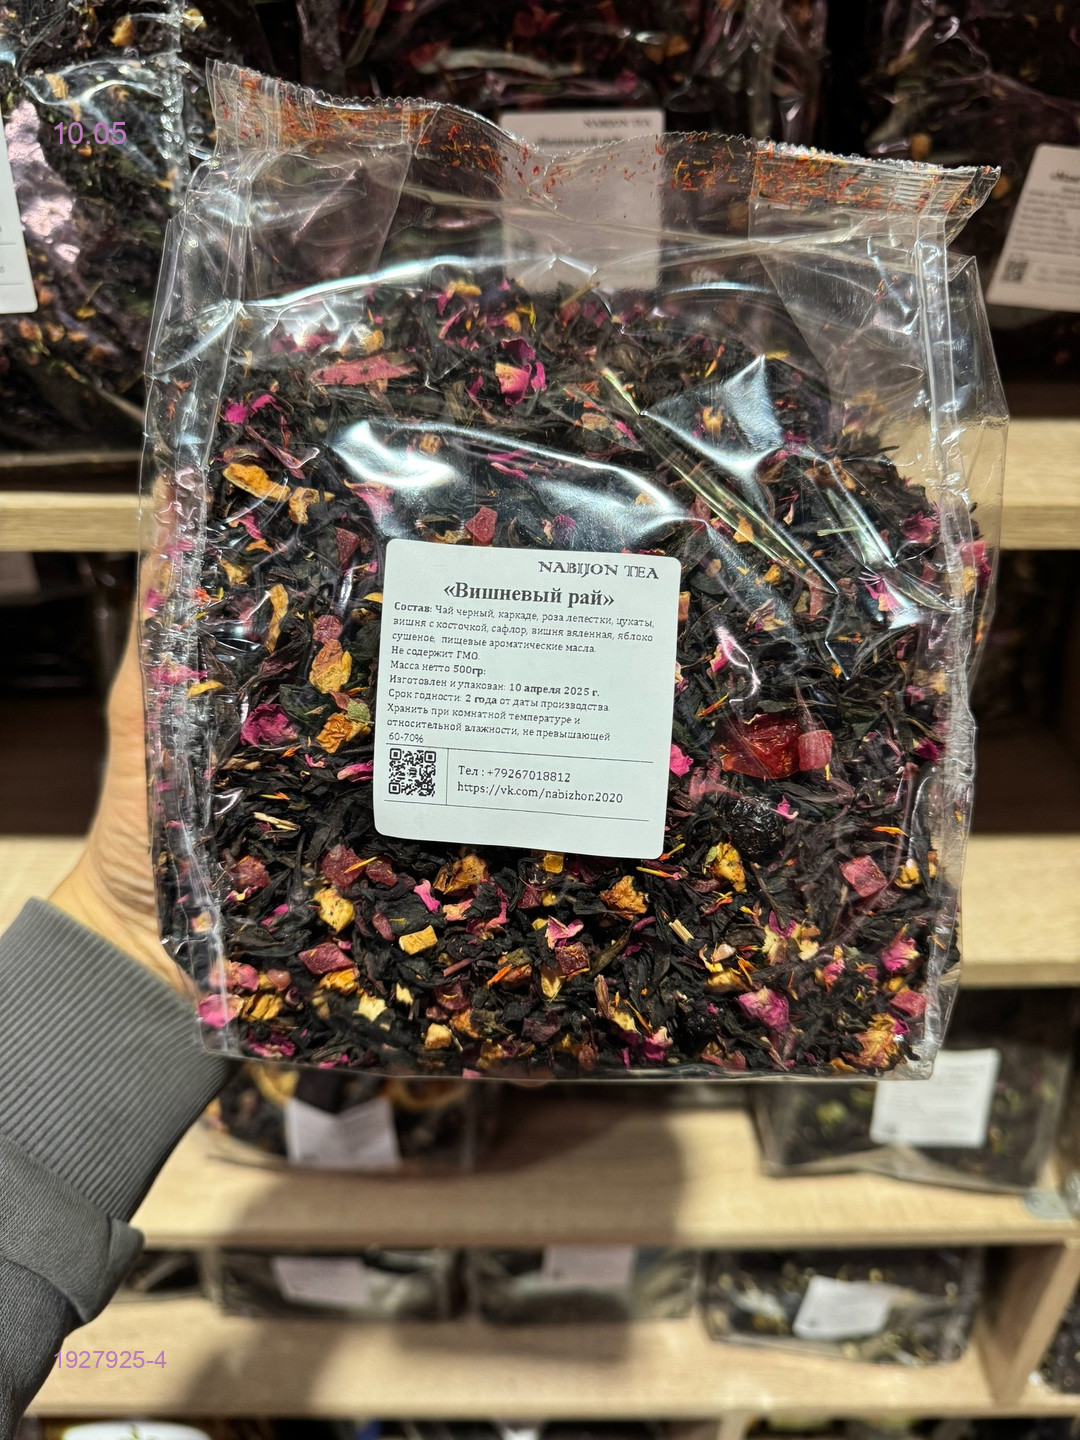 10.05
NABIJON TEA
NABIJON TEA
«Вишневый рай»
Состав: Чай черный, каркаде, роза лепестки, цукаты,
вишня с косточкой, сафлор, вишня вяленная, яблоко
сушеное, пищевые ароматические масла.
Не содержит ГМО.
Масса нетто 500гр:
Изготовлен и упакован: 10 апреля 2025 г.
Срок годности: 2 года от даты производства.
Хранить при комнатной температуре и
относительной влажности, не превышающей
60-70%
Тел : +79267018812
https://vk.com/nabizhon2020
1927925-4